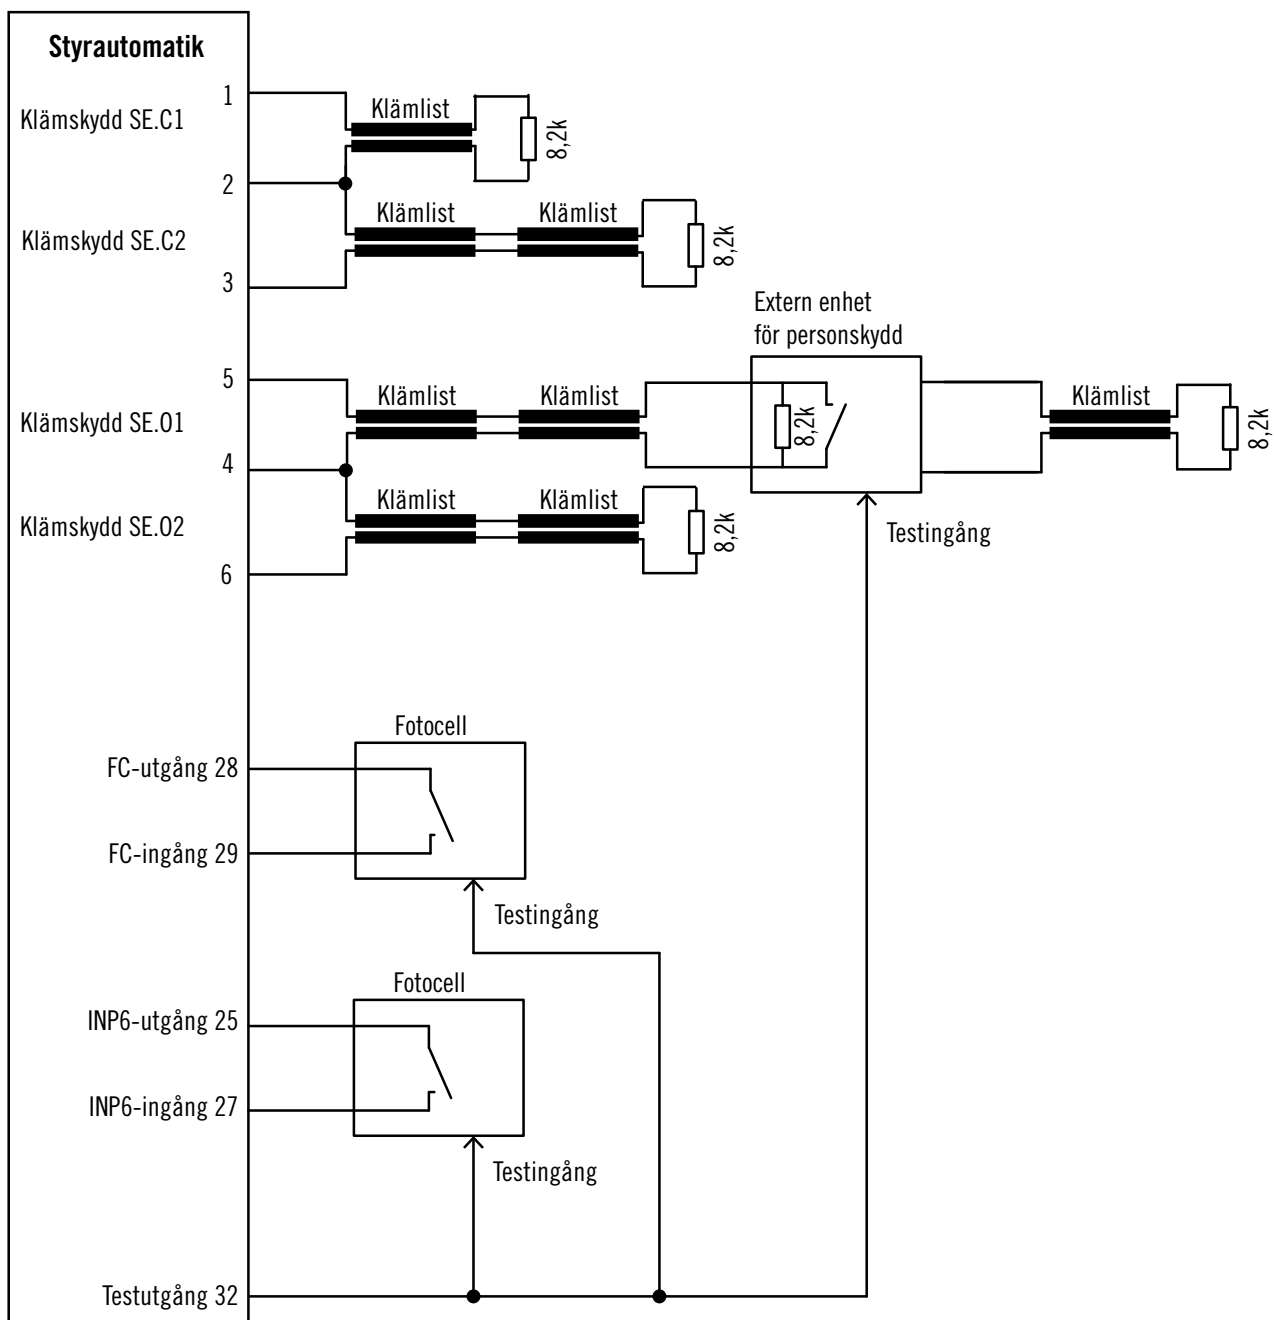 Styrautomatik
1
Klämskydd SE.C1
Klämlist
8,2k
2
Klämlist
Klämlist
Klämskydd SE.C2
8,2k
3
Extern enhet
för personskydd
5
Klämlist
Klämlist
Klämlist
Klämskydd SE.O1
8,2k
8,2k
4
Klämlist
Klämlist
Klämskydd SE.O2
8,2k
Testingång
6
Fotocell
FC-utgång 28
FC-ingång 29
Testingång
Fotocell
INP6-utgång 25
INP6-ingång 27
Testingång
Testutgång 32